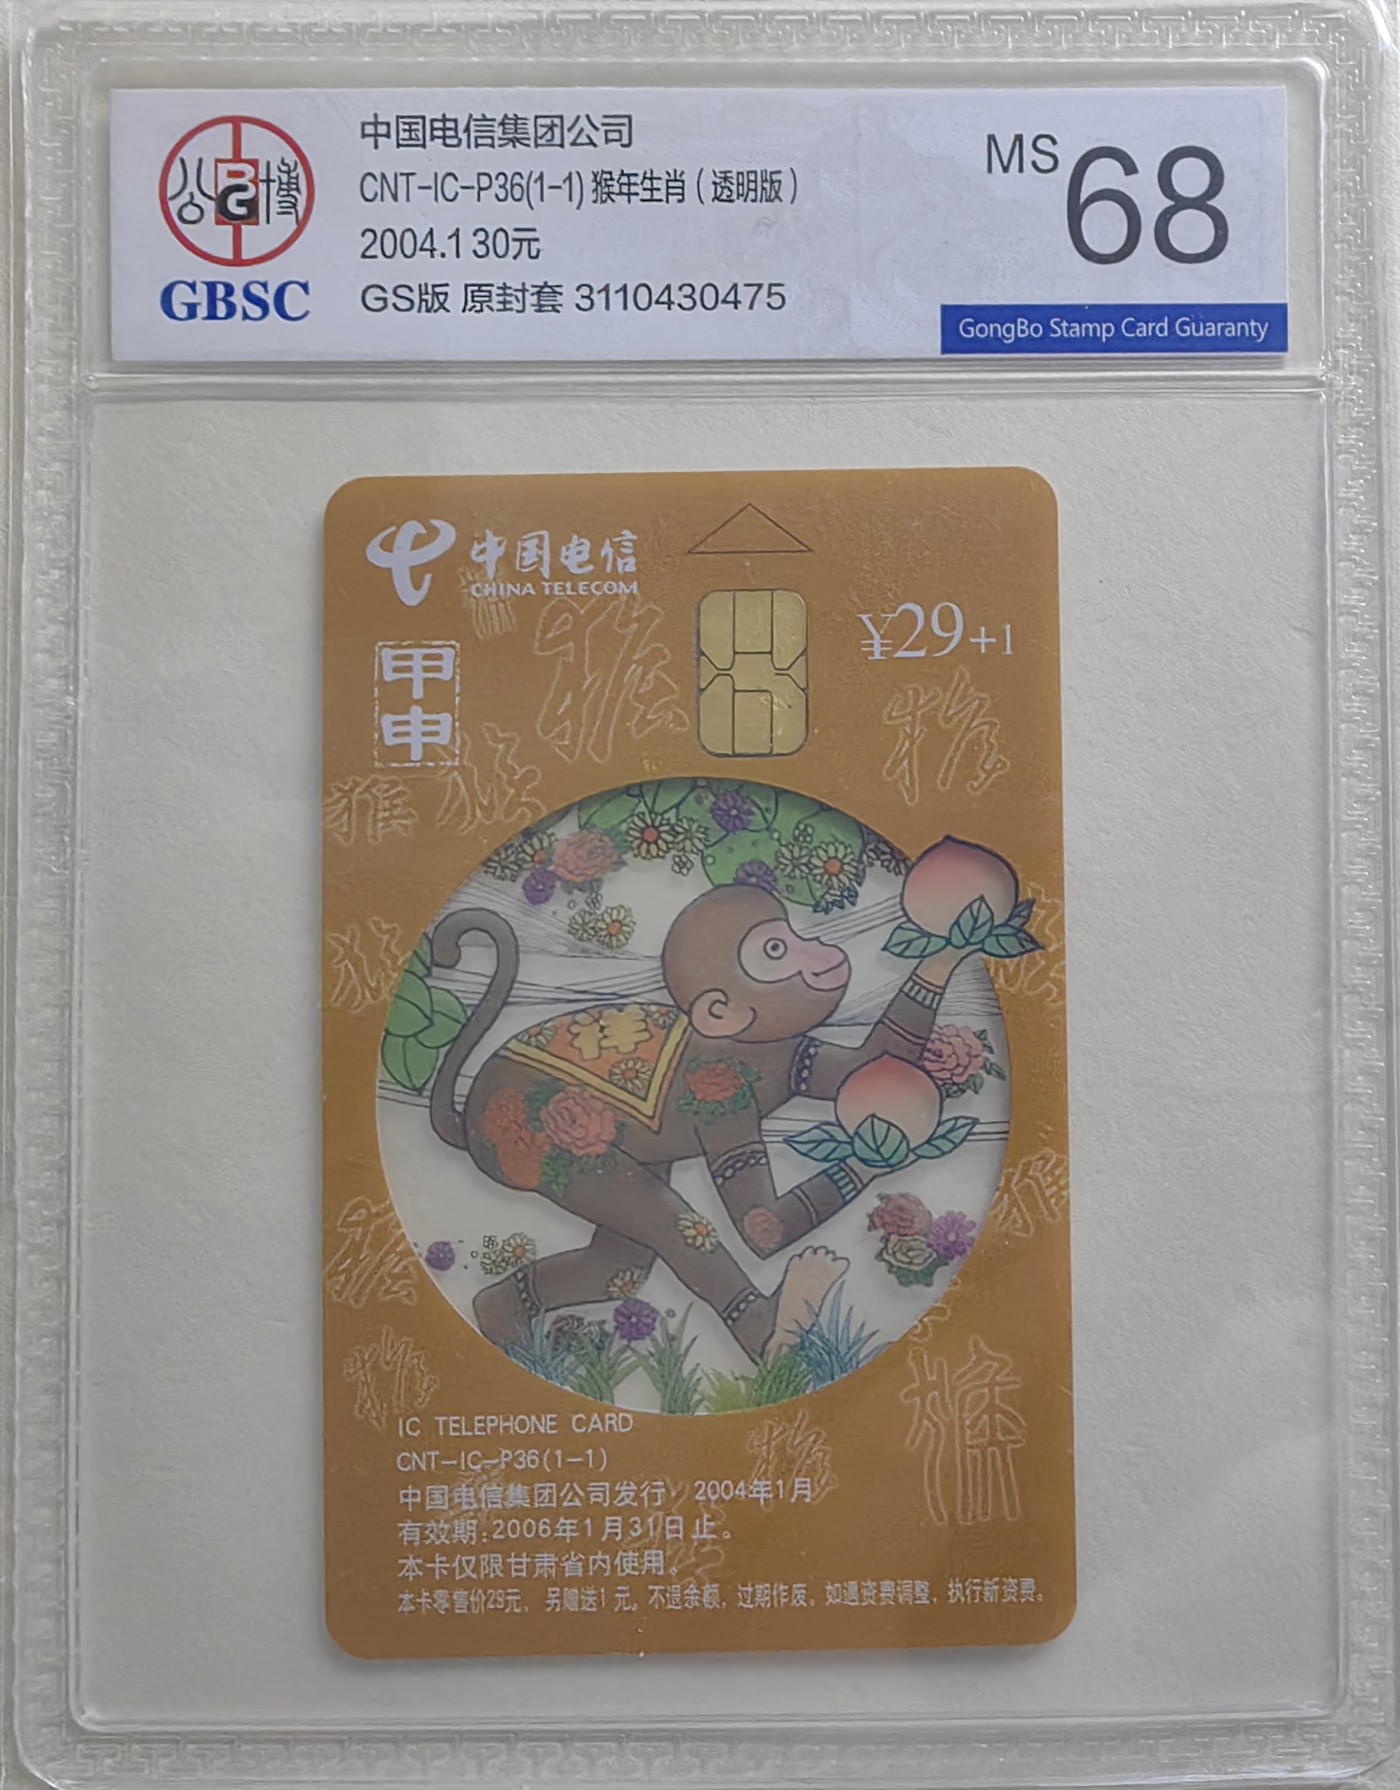 中国电信集团公司
CNT-IC-P36(1-1) 猴年生肖（透明版）
2004.1 30元
GS版 原封套 3110430475
MS 68
公 博
GBSC
GongBo Stamp Card Guaranty
中国电信
CHINA TELECOM
¥29+1
甲申
猴
祥
IC TELEPHONE CARD
CNT-IC-P36(1-1)
中国电信集团公司发行 2004年1月
有效期:2006年1月31日止。
本卡仅限甘肃省内使用。
本卡零售价29元，另赠送1元。不退余额，过期作废。如遇资费调整，执行新资费。